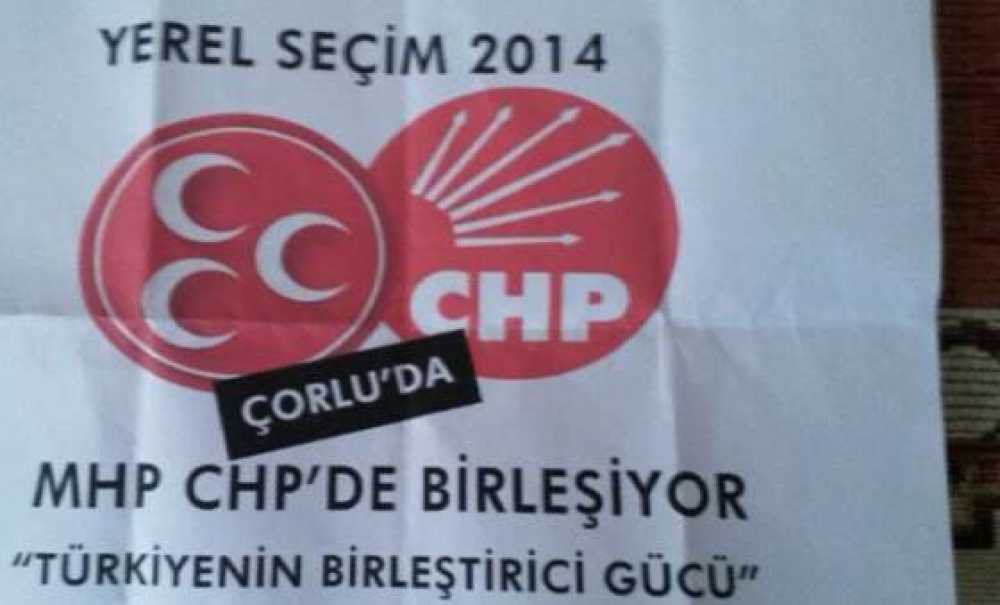 YEREL SEÇİM 2014
CHP
ÇORLU'DA
MHP CHP'DE BİRLEŞİYOR
“TÜRKİYENİN BİRLEŞTİRİCİ GÜCÜ”